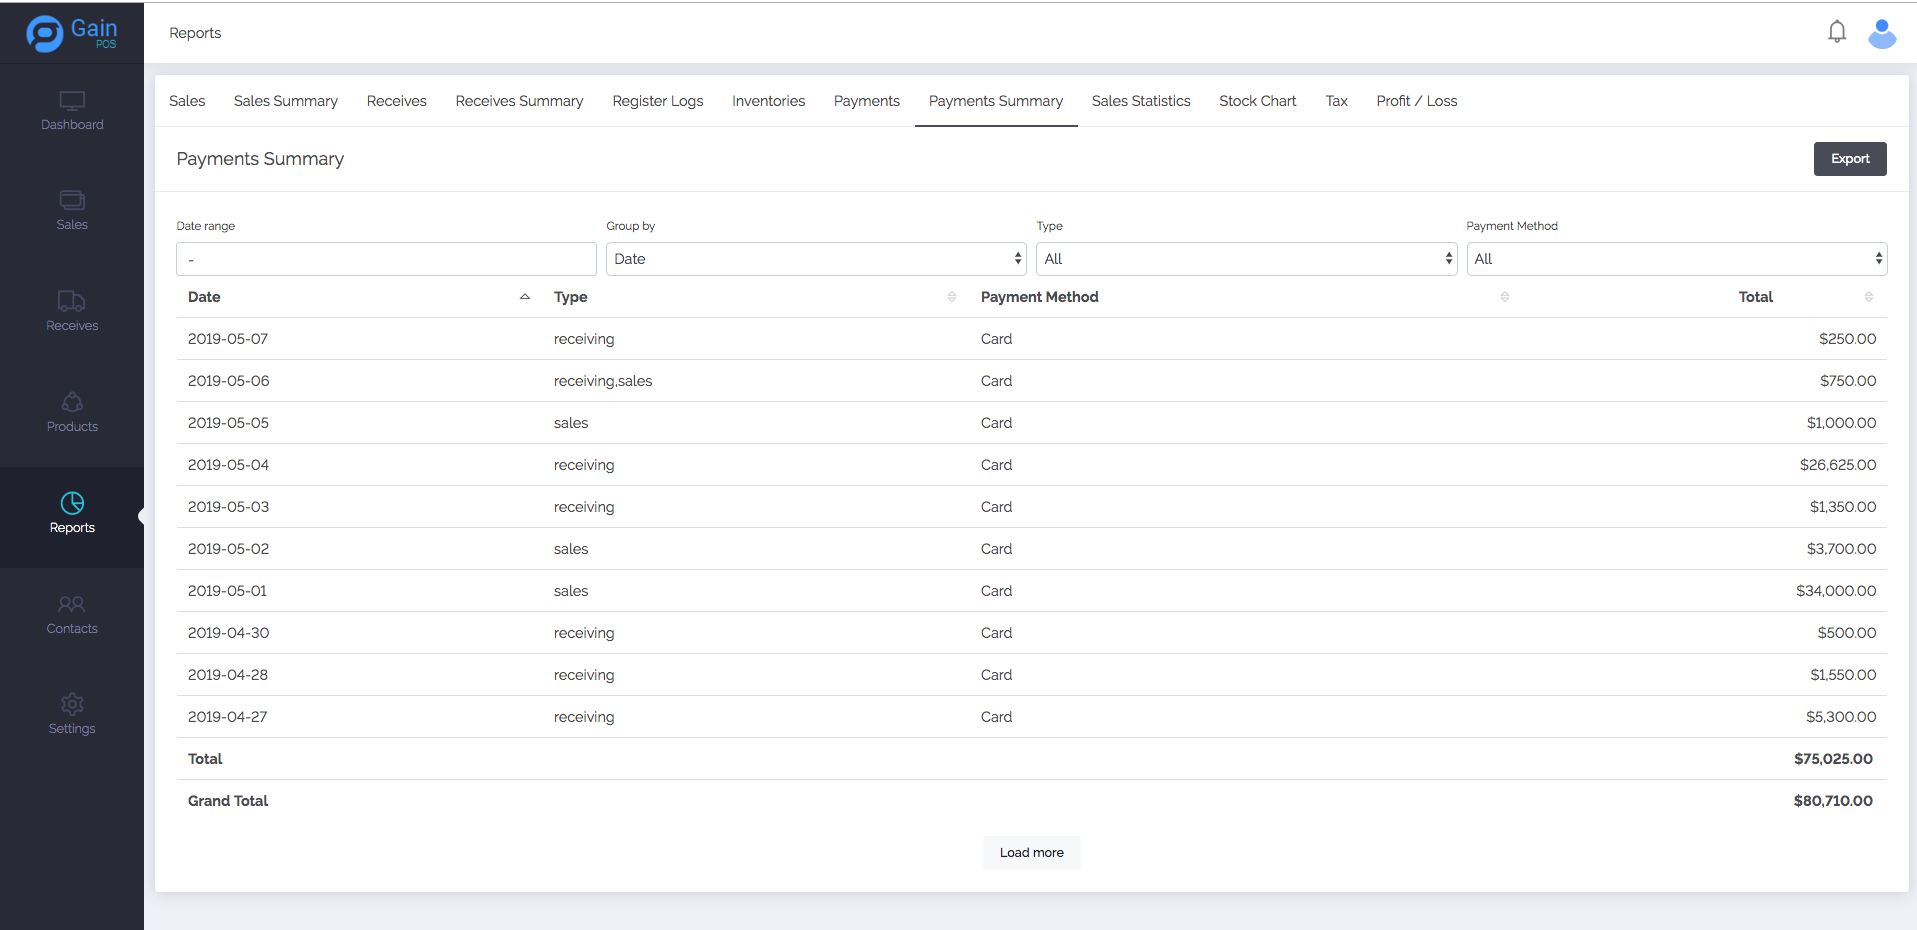 Gain
POS
Reports
Dashboard
Sales
Receives
Products
Reports
Contacts
Settings
Sales Sales Summary Receives Receives Summary Register Logs Inventories Payments Payments Summary Sales Statistics Stock Chart Tax Profit / Loss
Payments Summary Export
Date range Group by Type Payment Method
- Date All All
Date Type Payment Method Total
2019-05-07 receiving Card $250.00
2019-05-06 receiving,sales Card $750.00
2019-05-05 sales Card $1,000.00
2019-05-04 receiving Card $26,625.00
2019-05-03 receiving Card $1,350.00
2019-05-02 sales Card $3,700.00
2019-05-01 sales Card $34,000.00
2019-04-30 receiving Card $500.00
2019-04-28 receiving Card $1,550.00
2019-04-27 receiving Card $5,300.00
Total $75,025.00
Grand Total $80,710.00
Load more